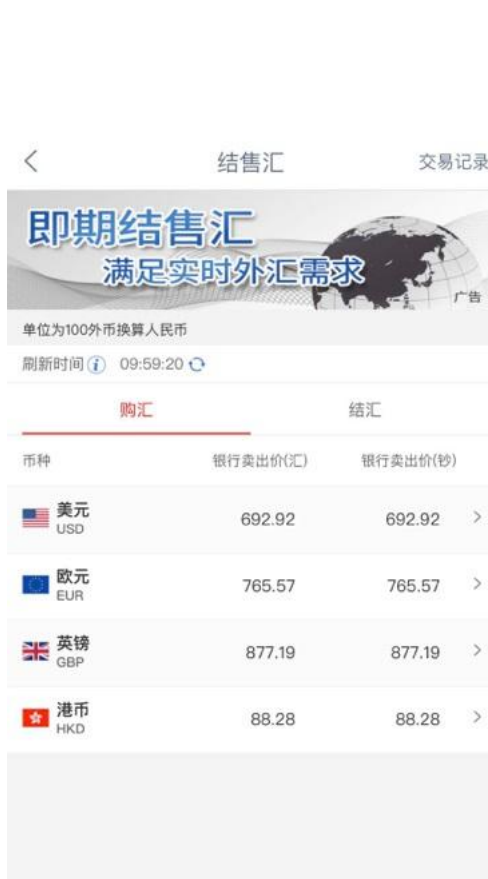 结售汇 交易记录
即期结售汇
满足实时外汇需求
广告
单位为100外币换算人民币
刷新时间 i 09:59:20
购汇 结汇
币种 银行卖出价(汇) 银行卖出价(钞)
美元 692.92 692.92
USD
欧元 765.57 765.57
EUR
英镑 877.19 877.19
GBP
港币 88.28 88.28
HKD